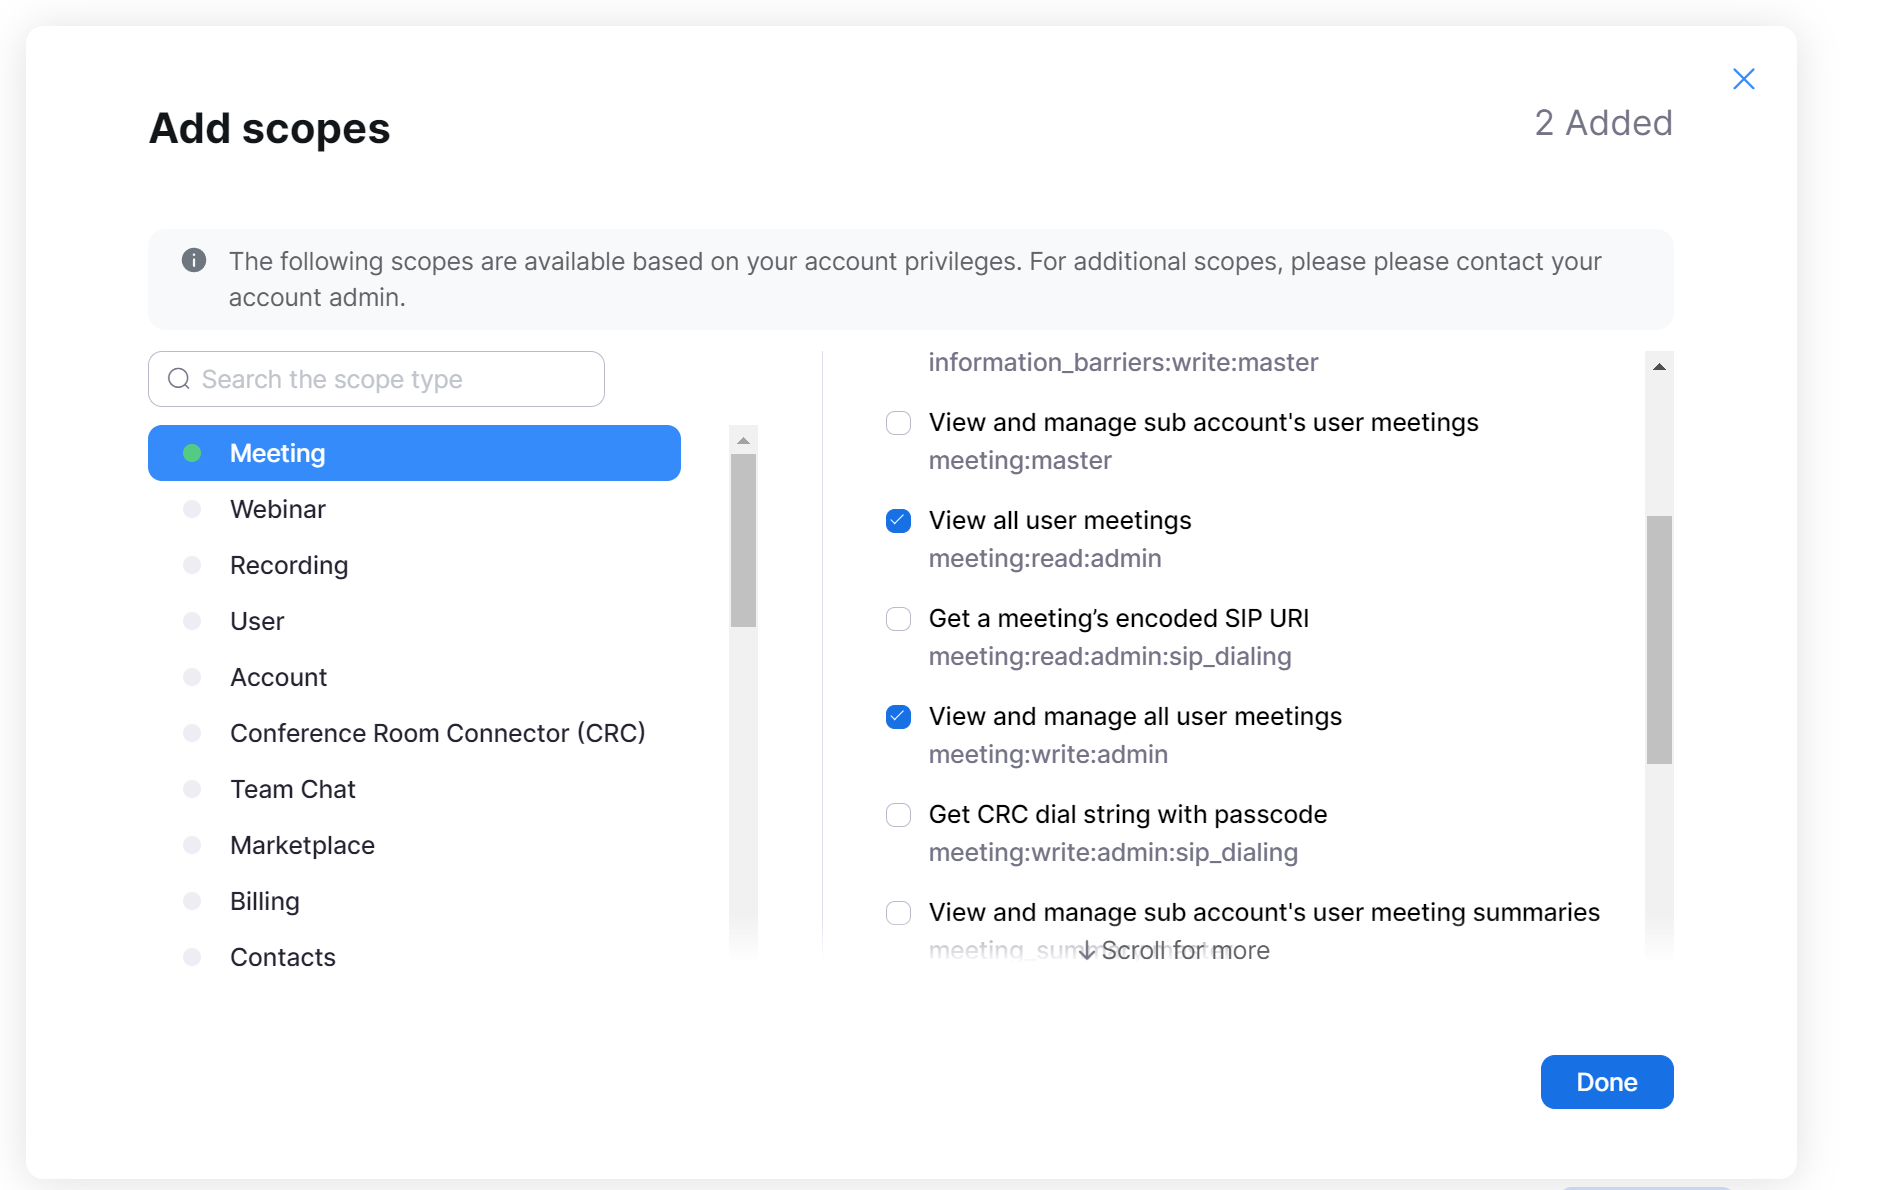 Add scopes
2 Added
The following scopes are available based on your account privileges. For additional scopes, please please contact your
account admin.
Search the scope type
Meeting
Webinar
Recording
User
Account
Conference Room Connector (CRC)
Team Chat
Marketplace
Billing
Contacts
information_barriers:write:master
View and manage sub account's user meetings
meeting:master
View all user meetings
meeting:read:admin
Get a meeting’s encoded SIP URI
meeting:read:admin:sip_dialing
View and manage all user meetings
meeting:write:admin
Get CRC dial string with passcode
meeting:write:admin:sip_dialing
View and manage sub account's user meeting summaries
Scroll for more
Done